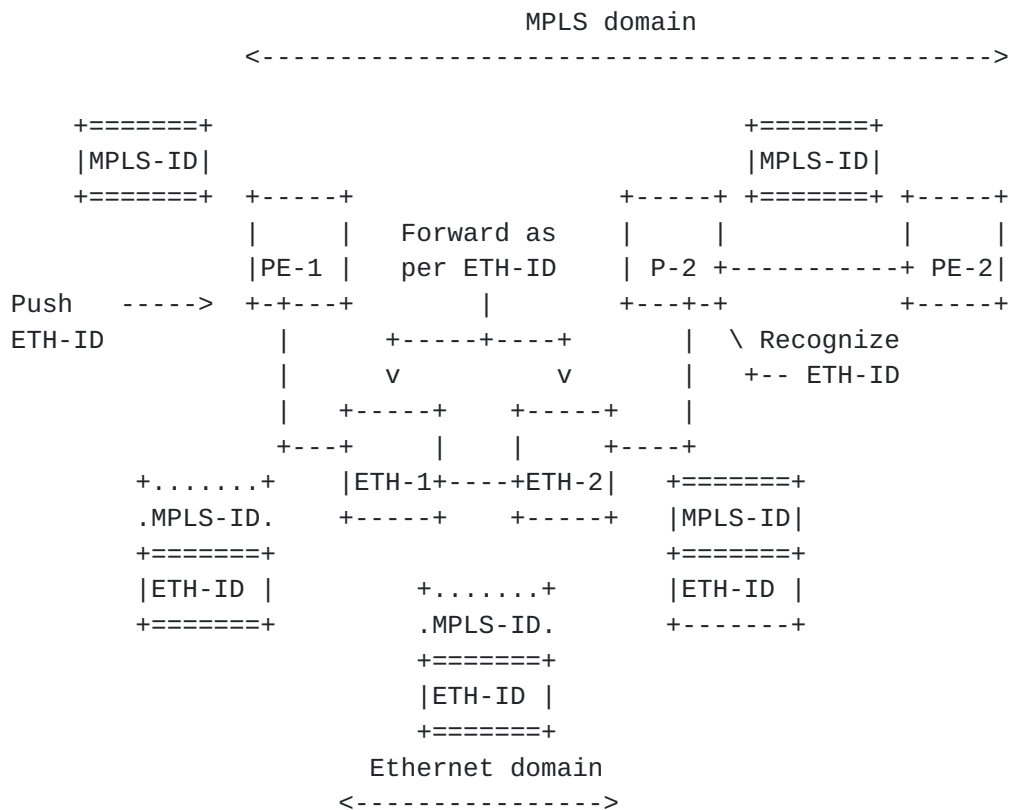 MPLS domain
<----------------------------------------------->
+=======+ +=======+
|MPLS-ID| |MPLS-ID|
+=======+ +-----+ +-----+ +=======+ +-----+
| | Forward as | | | |
|PE-1 | per ETH-ID | P-2 +-----------+ PE-2|
Push -----> +-+---+ | +---+-+ +-----+
ETH-ID | +-----+----+ | \ Recognize
| v v | +-- ETH-ID
| +-----+ +-----+ |
+---+ | | +----+
+.......+ |ETH-1+----+ETH-2| +=======+
.MPLS-ID. +-----+ +-----+ |MPLS-ID|
+=======+ +=======+
|ETH-ID | +.......+ |ETH-ID |
+=======+ .MPLS-ID. +-------+
+=======+
|ETH-ID |
+=======+
Ethernet domain
<---------------->